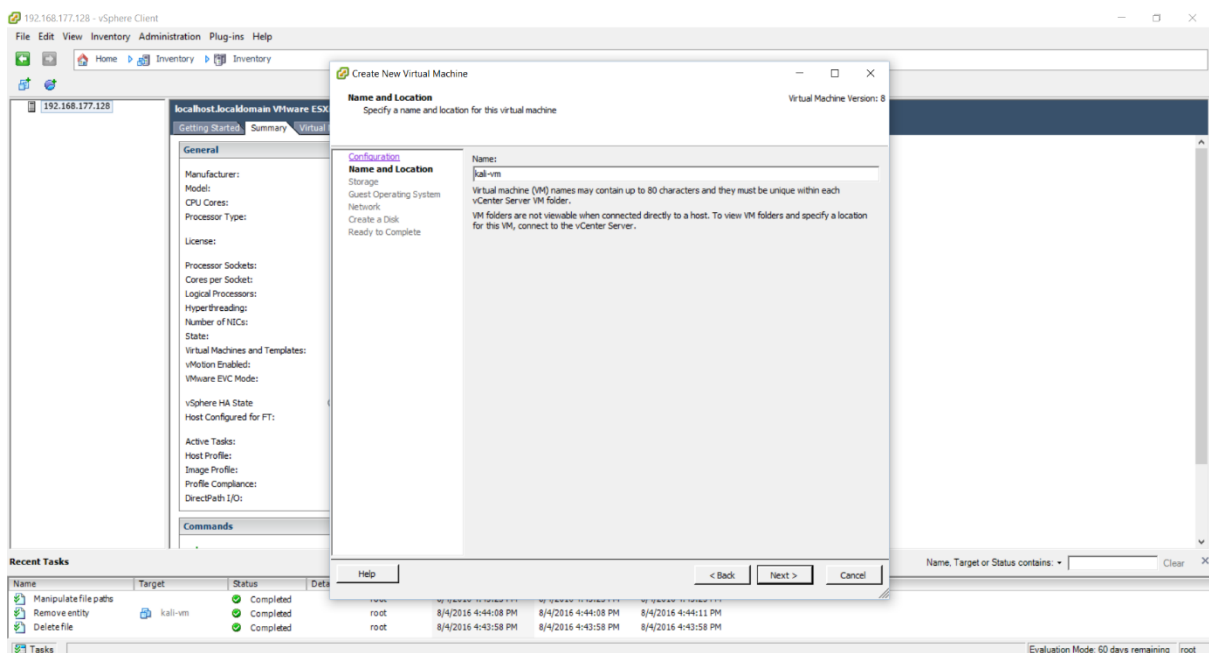 192.168.177.128 - vSphere Client
File Edit View Inventory Administration Plug-ins Help
Home Inventory Inventory
192.168.177.128
localhost.localdomain VMware ESX
Getting Started Summary Virtual
General
Manufacturer:
Model:
CPU Cores:
Processor Type:
License:
Processor Sockets:
Cores per Socket:
Logical Processors:
Hyperthreading:
Number of NICs:
State:
Virtual Machines and Templates:
vMotion Enabled:
VMware EVC Mode:
vSphere HA State
Host Configured for FT:
Active Tasks:
Host Profile:
Image Profile:
Profile Compliance:
DirectPath I/O:
Commands
Create New Virtual Machine
Name and Location
Specify a name and location for this virtual machine
Virtual Machine Version: 8
Configuration
Name and Location
Storage
Guest Operating System
Network
Create a Disk
Ready to Complete
Name:
kali-vm
Virtual machine (VM) names may contain up to 80 characters and they must be unique within each
vCenter Server VM folder.
VM folders are not viewable when connected directly to a host. To view VM folders and specify a location
for this VM, connect to the vCenter Server.
Help < Back Next > Cancel
Recent Tasks
Name, Target or Status contains: Clear
Name Target Status Deta
Manipulate file paths Completed
Remove entity kali-vm Completed root 8/4/2016 4:44:08 PM 8/4/2016 4:44:08 PM 8/4/2016 4:44:11 PM
Delete file Completed root 8/4/2016 4:43:58 PM 8/4/2016 4:43:58 PM 8/4/2016 4:43:58 PM
Tasks Evaluation Mode: 60 days remaining root